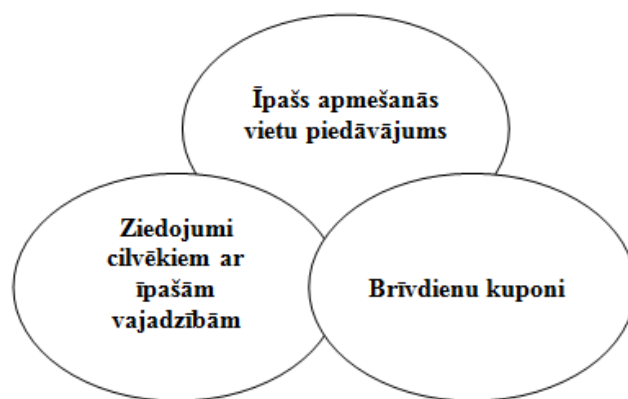 Īpašs apmešanās
vietu piedāvājums
Ziedojumi
cilvēkiem ar
īpašām
vajadzībām
Brīvdienu kuponi